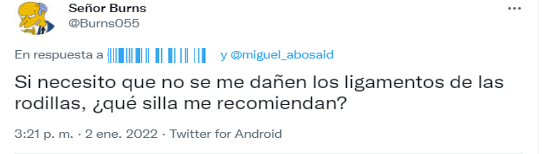 Señor Burns
@Burns055
En respuesta a y @miguel_abosaid
Si necesito que no se me dañen los ligamentos de las
rodillas, ¿qué silla me recomiendan?
3:21 p. m. · 2 ene. 2022 · Twitter for Android